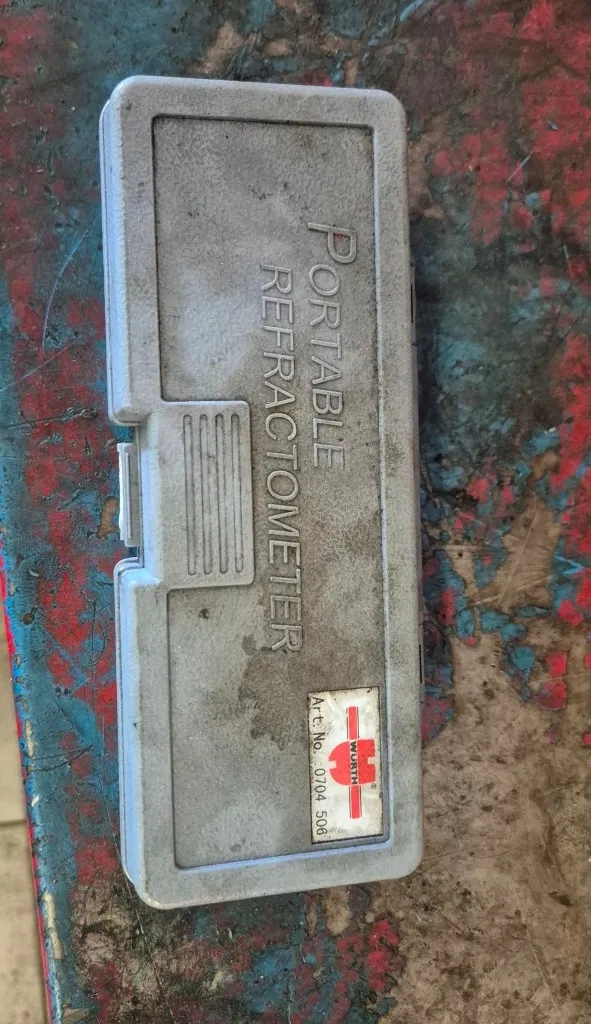 PORTABLE
REFRACTOMETER
WÜRTH®
Art. No. :0704 506